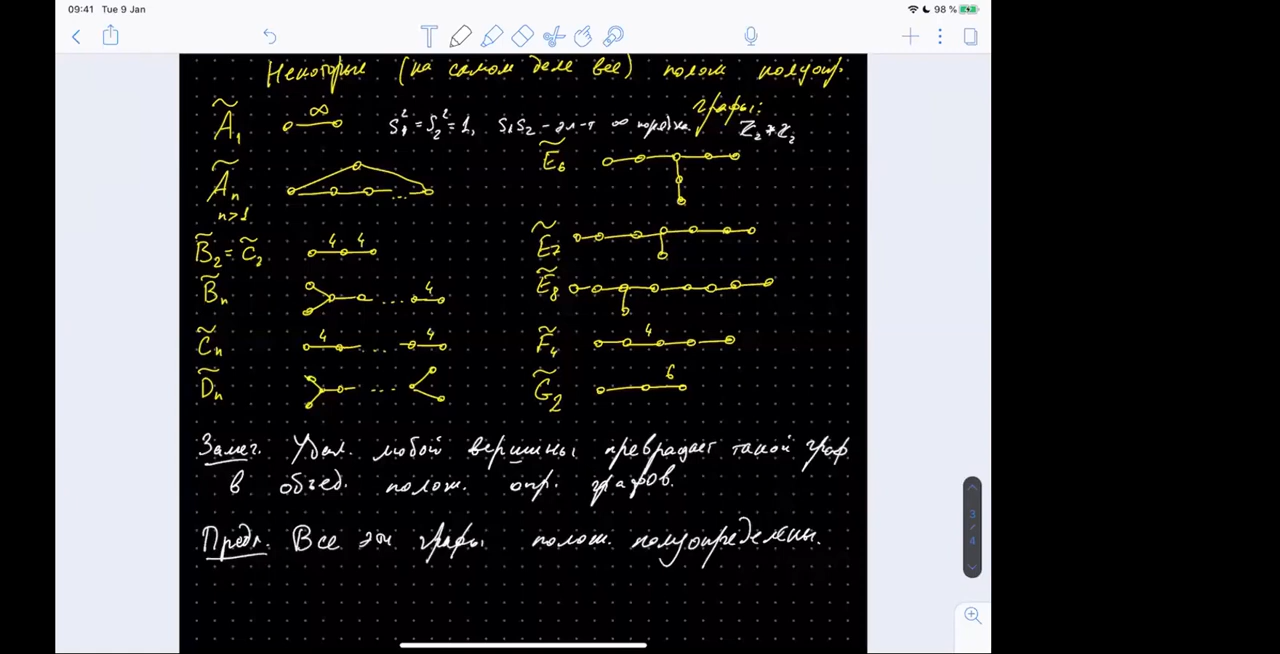 09:41 Tue 9 Jan
98 %
Некоторые (на самом деле все) полож полуопр.
графы:
Ã₁ ∞ S₁² = S₂² = 1, S₁S₂ – эл-т ∞ порядка ℤ₂ * ℤ₂
Ãₙ
n>1
B̃₂ = C̃₂ 4 4
B̃ₙ ... 4
C̃ₙ 4 ... 4
D̃ₙ ...
Ẽ₆
Ẽ₇
Ẽ₈
F̃₄ 4
G̃₂ 6
Замеч. Удал. любой вершины превращает такой граф
в объед. полож. опр. графов.
Предл. Все эти графы полож. полуопределены.
3
/
4